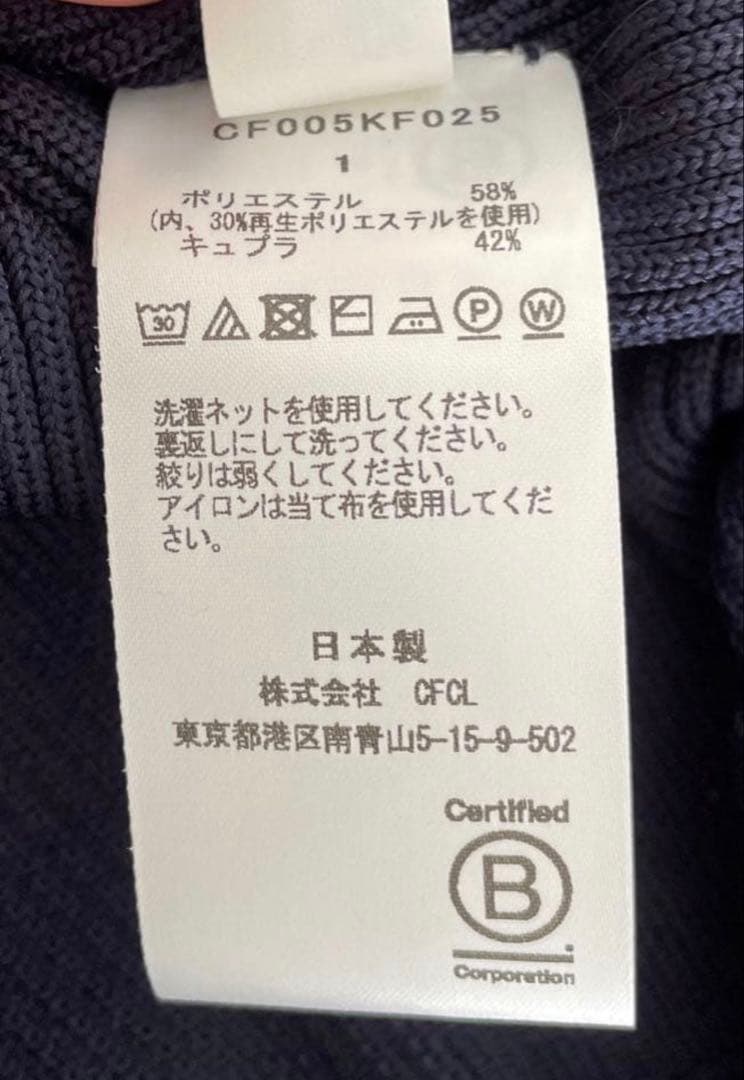 CF005KF025
1
ポリエステル 58%
(内、30%再生ポリエステルを使用)
キュプラ 42%
30 P W
洗濯ネットを使用してください。
裏返しにして洗ってください。
絞りは弱くしてください。
アイロンは当て布を使用してくだ
さい。
日本製
株式会社 CFCL
東京都港区南青山5-15-9-502
Certified
B
Corporation